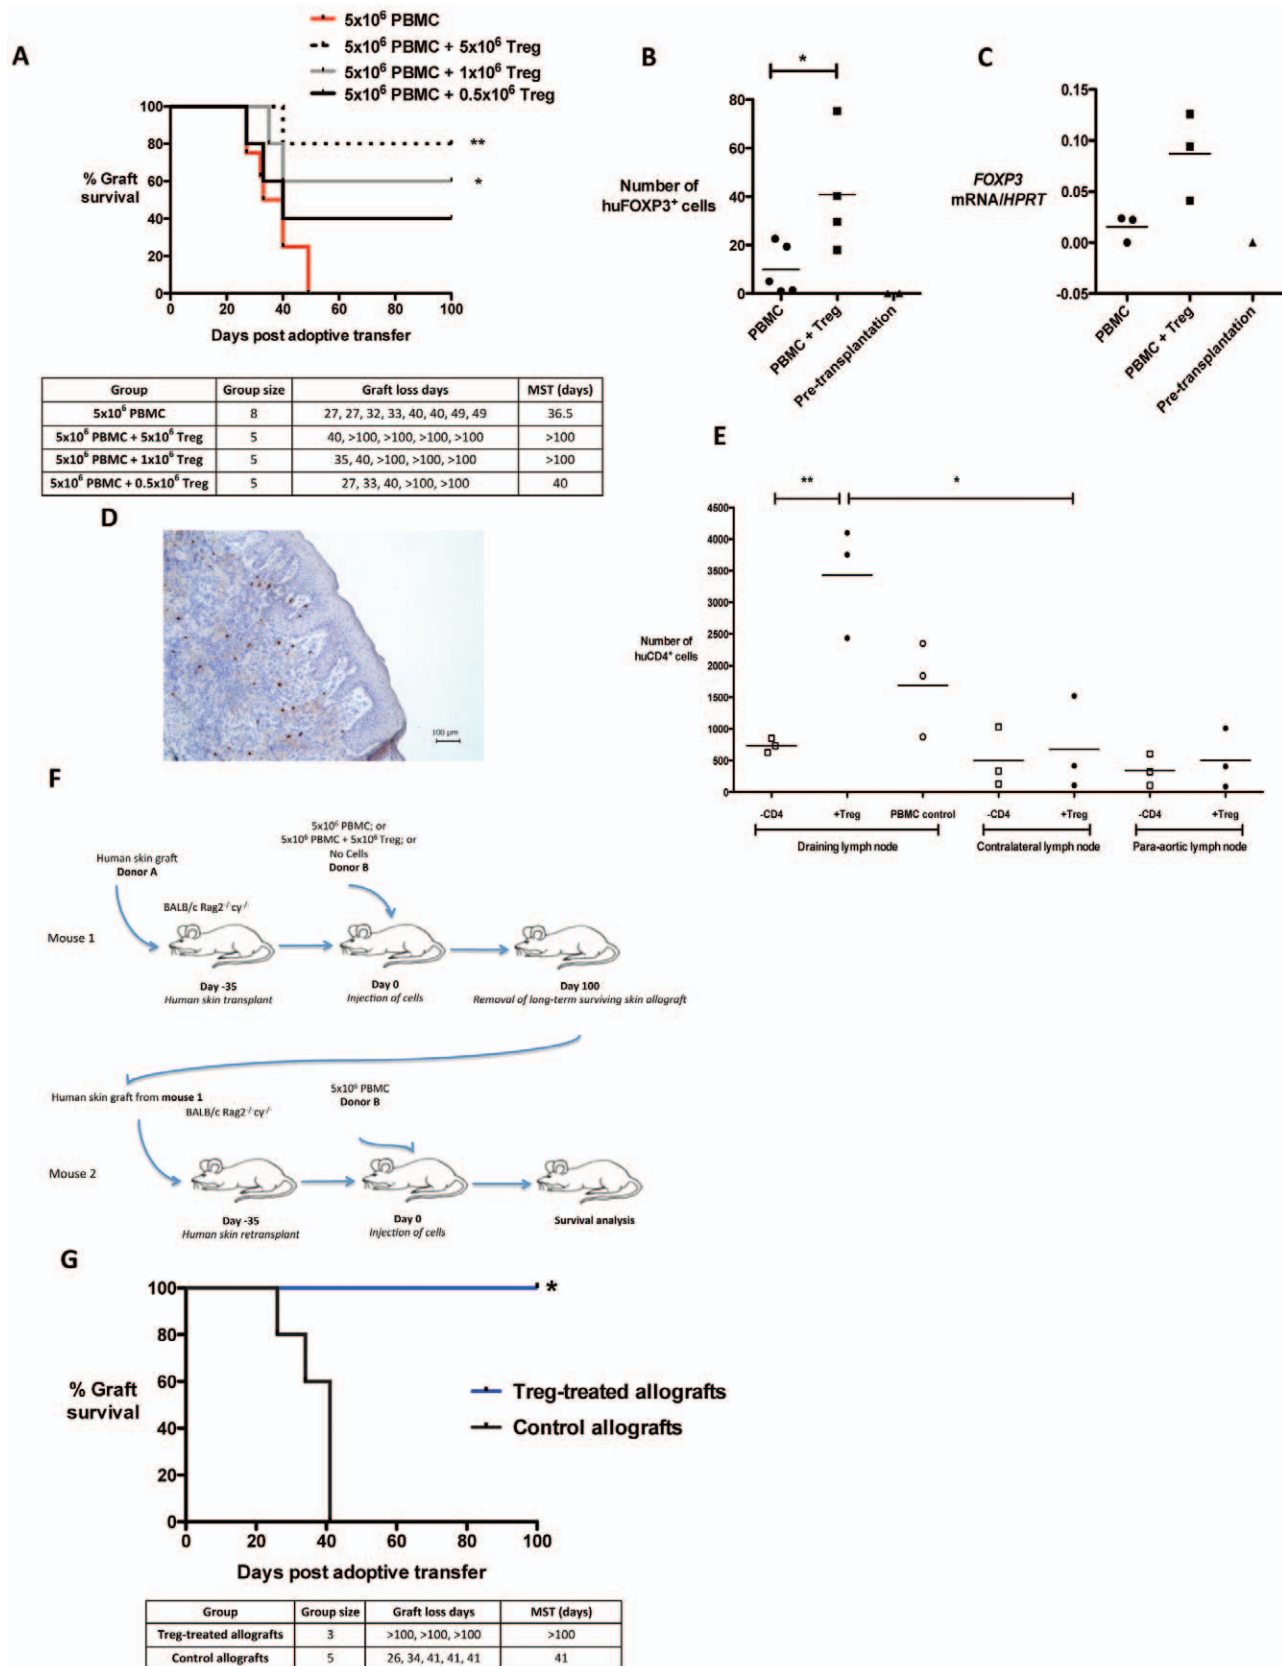 A
5x10⁶ PBMC
5x10⁶ PBMC + 5x10⁶ Treg
5x10⁶ PBMC + 1x10⁶ Treg
5x10⁶ PBMC + 0.5x10⁶ Treg
100
80
60
40
20
0
% Graft
survival
**
*
0 20 40 60 80 100
Days post adoptive transfer
Group Group size Graft loss days MST (days)
5x10⁶ PBMC 8 27, 27, 32, 33, 40, 40, 49, 49 36.5
5x10⁶ PBMC + 5x10⁶ Treg 5 40, >100, >100, >100, >100 >100
5x10⁶ PBMC + 1x10⁶ Treg 5 35, 40, >100, >100, >100 >100
5x10⁶ PBMC + 0.5x10⁶ Treg 5 27, 33, 40, >100, >100 40
B
*
80
60
40
20
0
Number of
huFOXP3⁺ cells
PBMC
PBMC + Treg
Pre-transplantation
C
0.15
0.10
0.05
0.00
-0.05
FOXP3
mRNA/HPRT
PBMC
PBMC + Treg
Pre-transplantation
D
100 µm
E
**
*
4500
4000
3500
3000
2500
2000
1500
1000
500
0
Number of
huCD4⁺ cells
-CD4 +Treg PBMC control -CD4 +Treg -CD4 +Treg
Draining lymph node Contralateral lymph node Para-aortic lymph node
F
Human skin graft
Donor A
5x10⁶ PBMC; or
5x10⁶ PBMC + 5x10⁶ Treg; or
No Cells
Donor B
BALB/c Rag2⁻/⁻cγ⁻/⁻
Mouse 1
Day -35
Human skin transplant
Day 0
Injection of cells
Day 100
Removal of long-term surviving skin allograft
Human skin graft from mouse 1
BALB/c Rag2⁻/⁻cγ⁻/⁻
5x10⁶ PBMC
Donor B
Mouse 2
Day -35
Human skin retransplant
Day 0
Injection of cells
Survival analysis
G
100
80
60
40
20
0
% Graft
survival
*
Treg-treated allografts
Control allografts
0 20 40 60 80 100
Days post adoptive transfer
Group Group size Graft loss days MST (days)
Treg-treated allografts 3 >100, >100, >100 >100
Control allografts 5 26, 34, 41, 41, 41 41